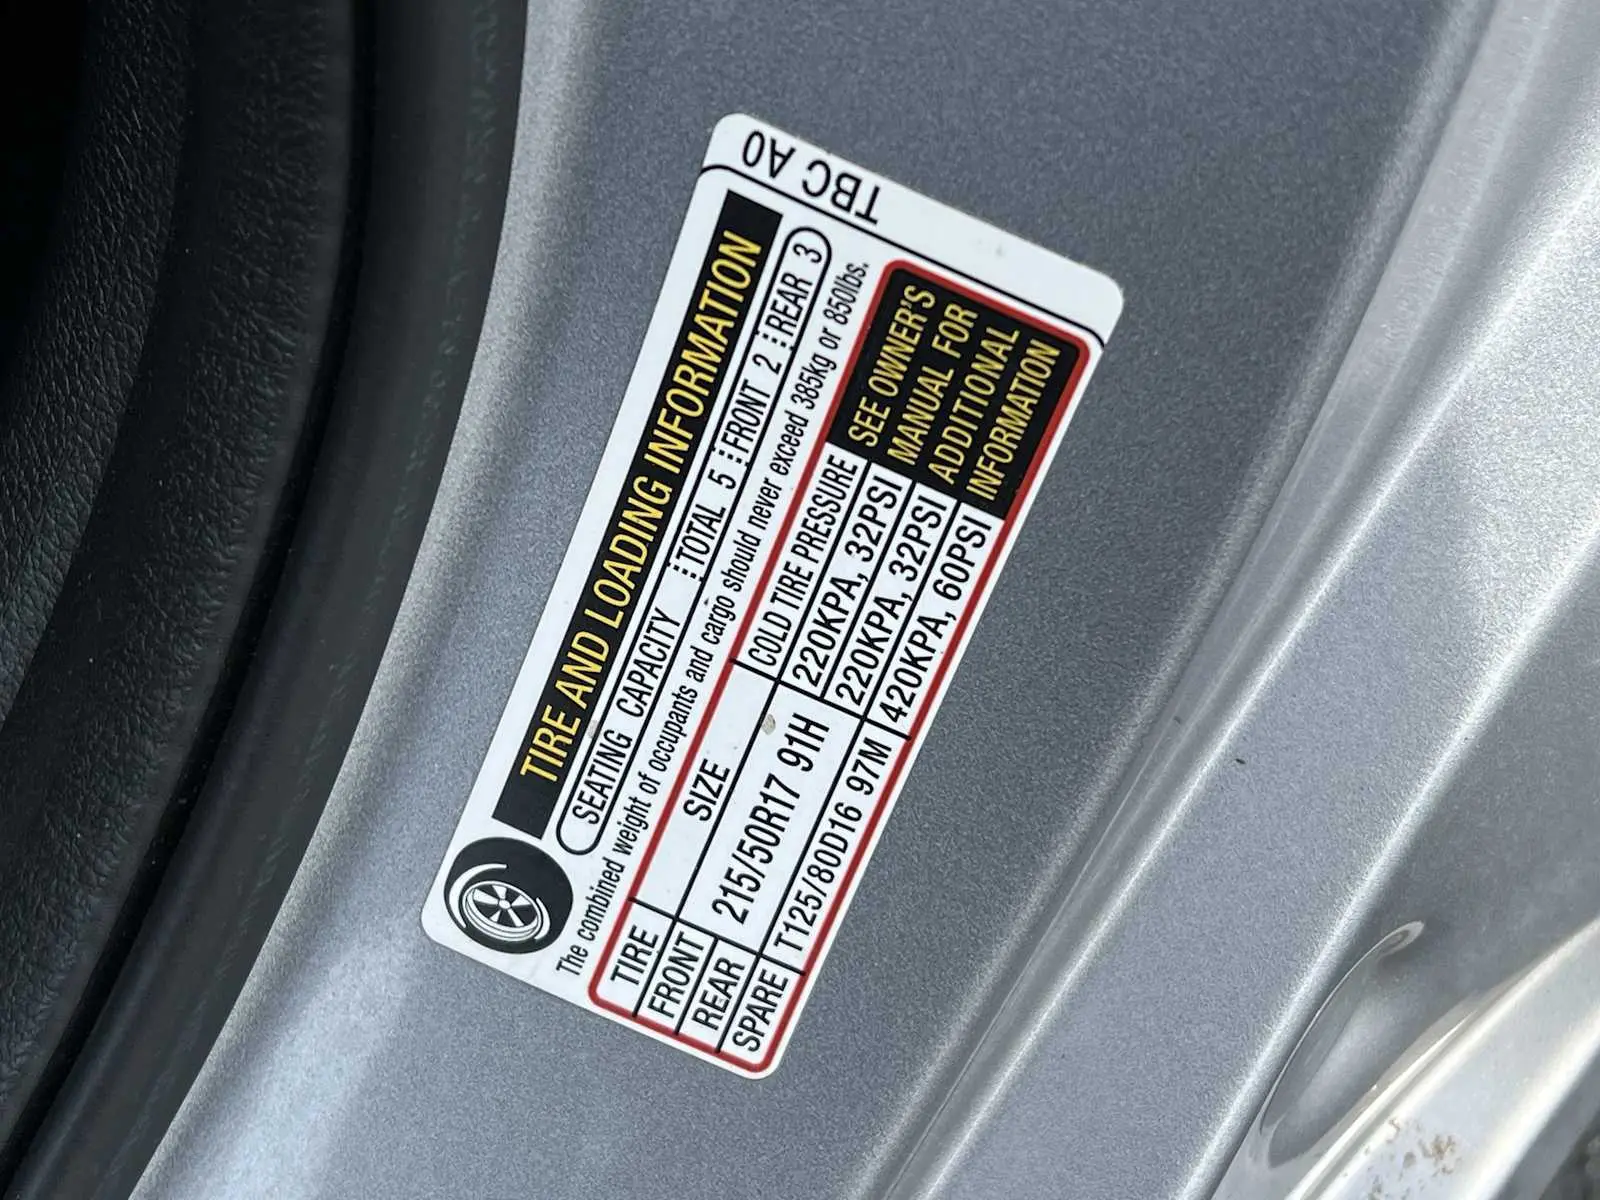 TBC A0
TIRE AND LOADING INFORMATION
SEATING CAPACITY TOTAL 5 FRONT 2 REAR 3
The combined weight of occupants and cargo should never exceed 385kg or 850lbs.
TIRE SIZE COLD TIRE PRESSURE
FRONT 215/50R17 91H 220KPA, 32PSI
REAR 220KPA, 32PSI
SPARE T125/80D16 97M 420KPA, 60PSI
SEE OWNER'S
MANUAL FOR
ADDITIONAL
INFORMATION